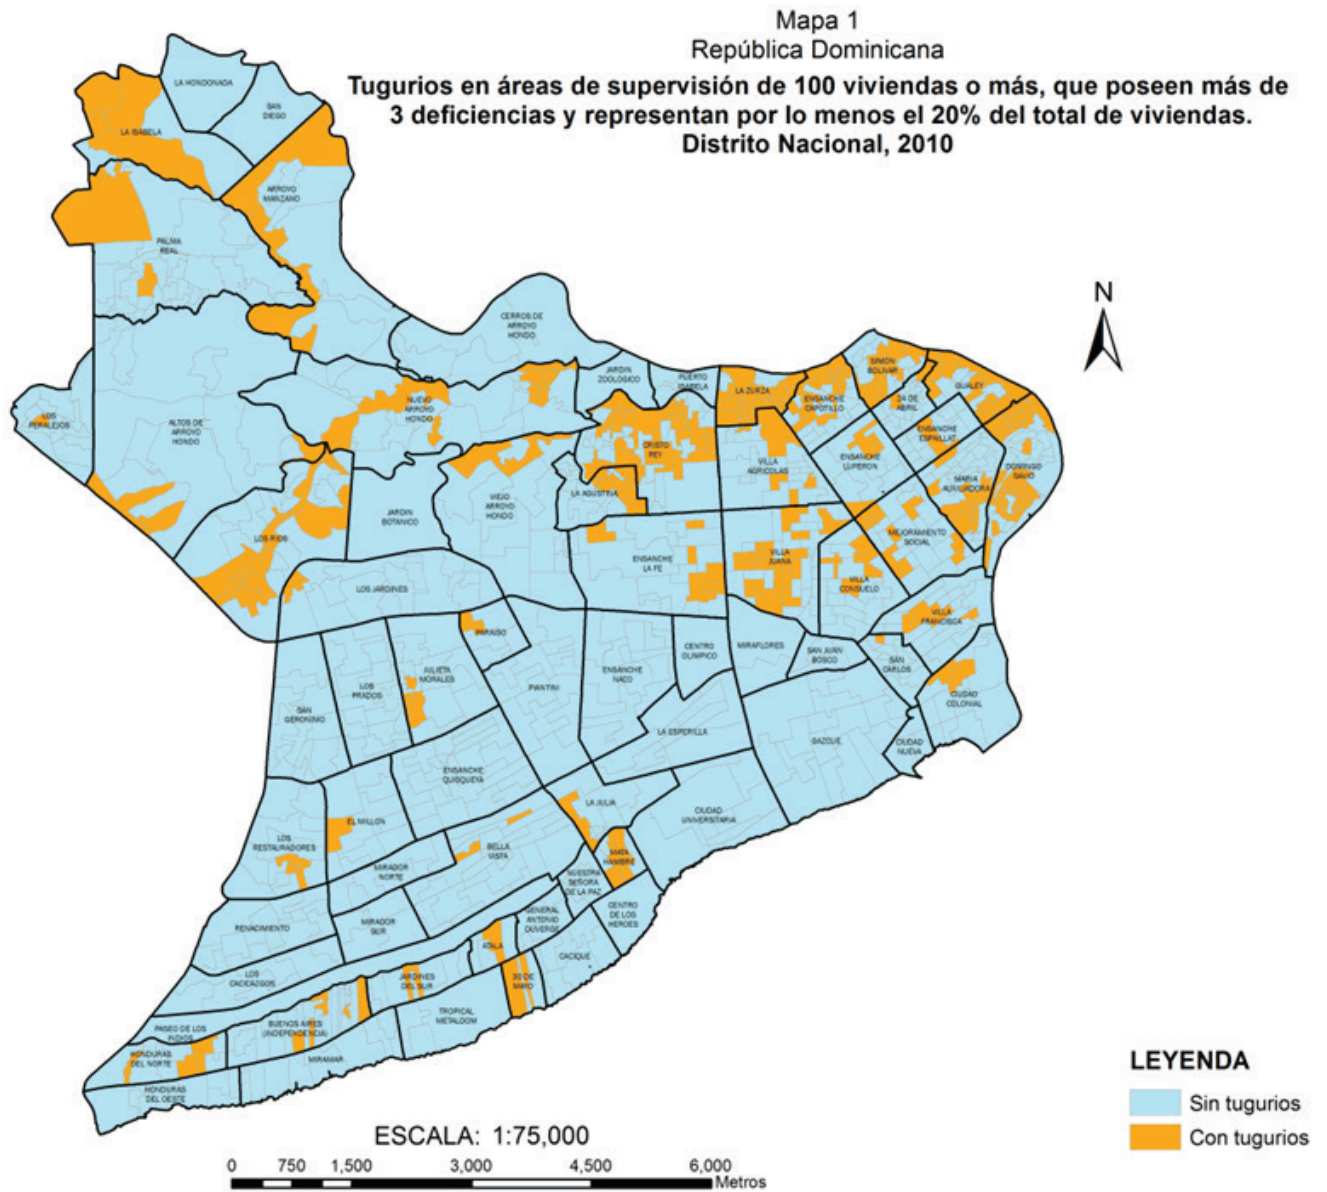 Mapa 1
República Dominicana
Tugurios en áreas de supervisión de 100 viviendas o más, que poseen más de
3 deficiencias y representan por lo menos el 20% del total de viviendas.
Distrito Nacional, 2010
LA HONDONADA
SAN
DIEGO
LA ISABELA
ARROYO
MANZANO
PALMA
REAL
N
CERROS DE
ARROYO
HONDO
JARDIN
ZOOLOGICO
PUERTO
ISABELA
LA ZURZA
ENSANCHE
CAPOTILLO
SIMON
BOLIVAR
24 DE
ABRIL
GUALEY
LOS
PERALEJOS
ALTOS DE
ARROYO
HONDO
NUEVO
ARROYO
HONDO
CRISTO
REY
VILLA
AGRICOLAS
ENSANCHE
LUPERON
ENSANCHE
ESPAILLAT
MARIA
AUXILIADORA
DOMINGO
SAVIO
LA AGUSTINA
VIEJO
ARROYO
HONDO
JARDIN
BOTANICO
LOS RIOS
ENSANCHE
LA FE
VILLA
JUANA
MEJORAMIENTO
SOCIAL
VILLA
CONSUELO
LOS JARDINES
VILLA
FRANCISCA
PARAISO
JULIETA
MORALES
LOS
PRADOS
SAN
GERONIMO
PIANTINI
ENSANCHE
NACO
CENTRO
OLIMPICO
MIRAFLORES
SAN JUAN
BOSCO
SAN
CARLOS
CIUDAD
COLONIAL
LA ESPERILLA
GAZCUE
CIUDAD
NUEVA
ENSANCHE
QUISQUEYA
LA JULIA
CIUDAD
UNIVERSITARIA
EL MILLON
LOS
RESTAURADORES
BELLA
VISTA
MATA
HAMBRE
MIRADOR
NORTE
NUESTRA
SEÑORA
DE LA PAZ
RENACIMIENTO
MIRADOR
SUR
GENERAL
ANTONIO
DUVERGE
CENTRO
DE LOS
HEROES
ATALA
CACIQUE
LOS
CACICAZGOS
JARDINES
DEL SUR
30 DE
MAYO
TROPICAL
METALDOM
PASEO DE LOS
INDIOS
BUENOS AIRES
(INDEPENDENCIA)
HONDURAS
DEL NORTE
MIRAMAR
HONDURAS
DEL OESTE
LEYENDA
Sin tugurios
Con tugurios
ESCALA: 1:75,000
0 750 1,500 3,000 4,500 6,000
Metros